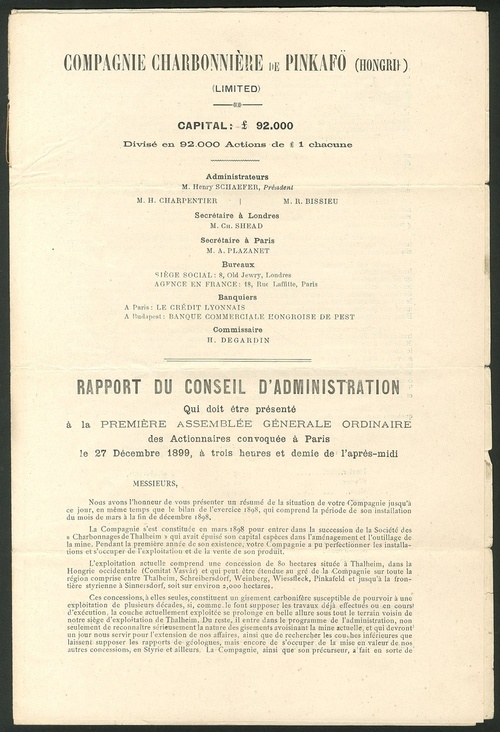 COMPAGNIE CHARBONNIÈRE DE PINKAFÖ (HONGRIE)
(LIMITED)
CAPITAL: £ 92.000
Divisé en 92.000 Actions de £ 1 chacune
Administrateurs
M. Henry SCHAEFER, Président
M. H. CHARPENTIER | M. R. BISSIEU
Secrétaire à Londres
M. CH. SHEAD
Secrétaire à Paris
M. A. PLAZANET
Bureaux
SIÈGE SOCIAL: 8, Old Jewry, Londres
AGENCE EN FRANCE: 18, Rue Laffitte, Paris
Banquiers
A Paris: LE CRÉDIT LYONNAIS
A Budapest: BANQUE COMMERCIALE HONGROISE DE PEST
Commissaire
H. DEGARDIN
RAPPORT DU CONSEIL D'ADMINISTRATION
Qui doit être présenté
à la PREMIÈRE ASSEMBLÉE GÉNERALE ORDINAIRE
des Actionnaires convoquée à Paris
le 27 Décembre 1899, à trois heures et demie de l'après-midi
MESSIEURS,
Nous avons l'honneur de vous présenter un résumé de la situation de votre Compagnie jusqu'à
ce jour, en même temps que le bilan de l'exercice 1898, qui comprend la période de son installation
du mois de mars à la fin de décembre 1898.
La Compagnie s'est constituée en mars 1898 pour entrer dans la succession de la Société des
« Charbonnages de Thalheim » qui avait épuisé son capital espèces dans l'aménagement et l'outillage de
la mine. Pendant la première année de son existence, votre Compagnie a pu perfectionner les installa-
tions et s'occuper de l'exploitation et de la vente de son produit.
L'exploitation actuelle comprend une concession de 80 hectares située à Thalheim, dans la
Hongrie occidentale (Comitat Vasvár) et qui peut être étendue au gré de la Compagnie sur toute la
région comprise entre Thalheim, Schreibersdorf, Weinberg, Wiessfleck, Pinkafeld et jusqu'à la fron-
tière styrienne à Sinnersdorf, soit sur environ 2,000 hectares.
Ces concessions, à elles seules, constituent un gisement carbonifère susceptible de pourvoir à une
exploitation de plusieurs décades, si, comme le font supposer les travaux déjà effectués ou en cours
d'exécution, la couche actuellement exploitée se prolonge en belle allure sous tout le terrain voisin de
notre siège d'exploitation de Thalheim. Du reste, il entre dans le programme de l'administration, non
seulement de reconnaître sérieusement la nature des gisements avoisinant la mine actuelle, et qui devront
un jour nous servir pour l'extension de nos affaires, ainsi que de rechercher les couches inférieures que
laissent supposer les rapports de géologues, mais encore de s'occuper de la mise en valeur de nos
autres concessions, en Styrie et ailleurs. La Compagnie, ainsi que son précurseur, a fait en sorte de